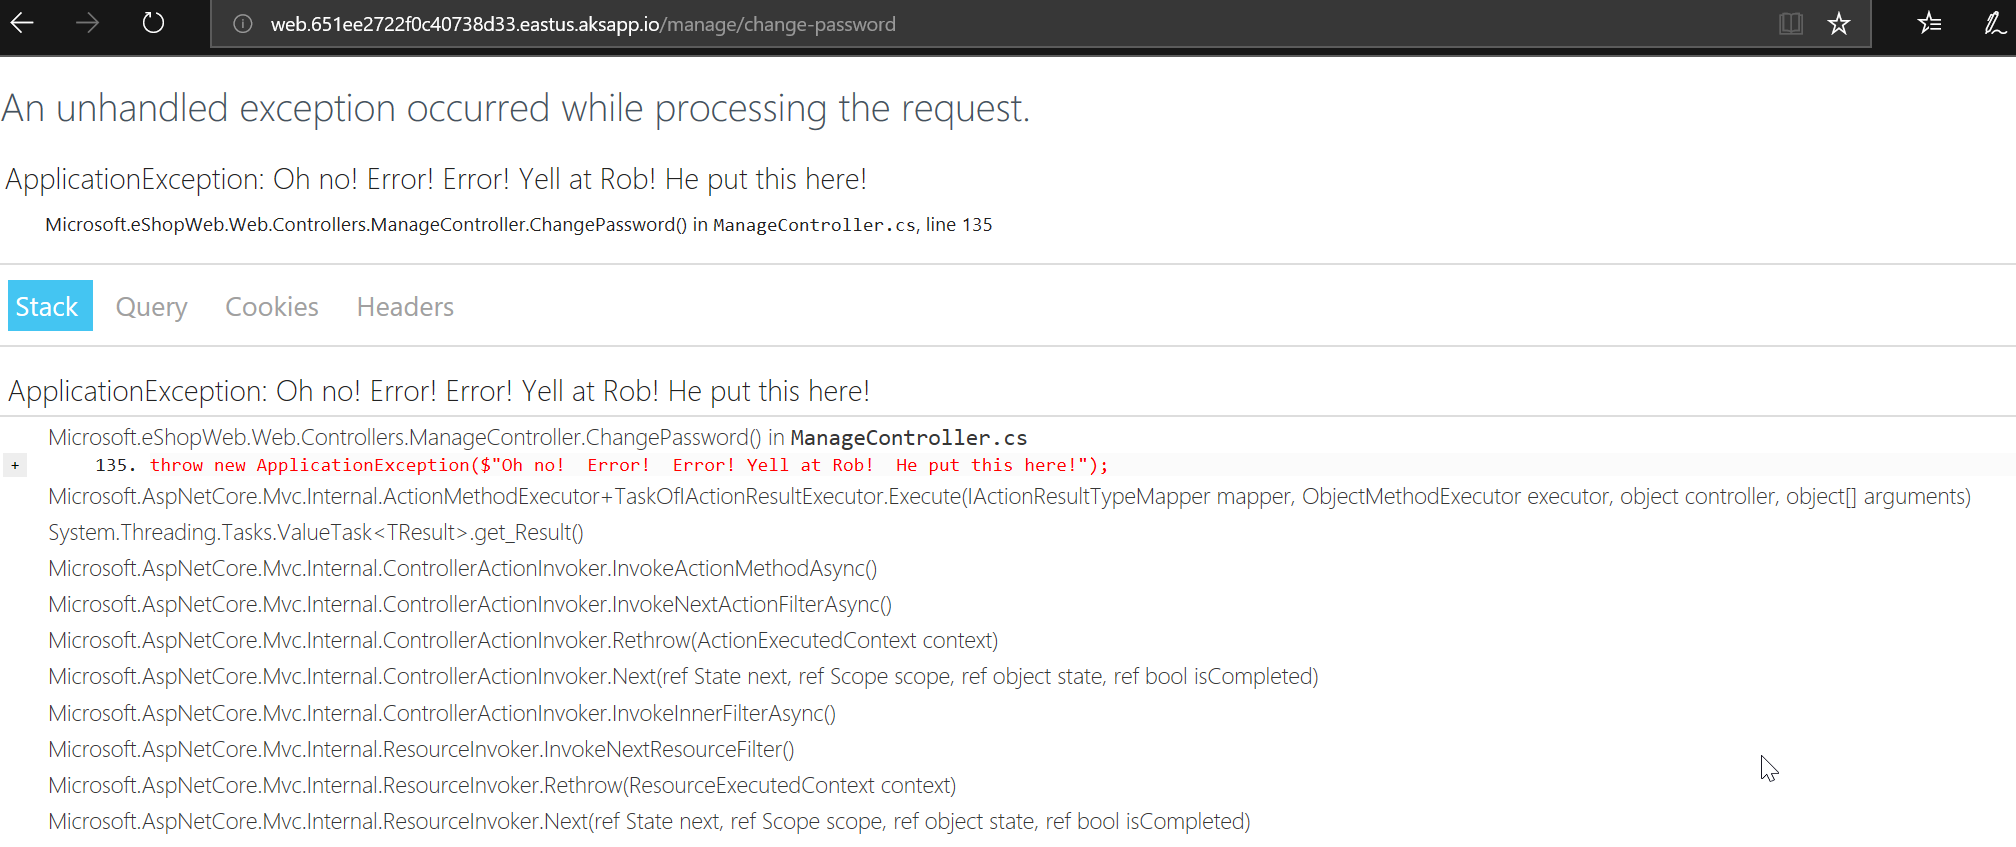 web.651ee2722f0c40738d33.eastus.aksapp.io/manage/change-password
An unhandled exception occurred while processing the request.
ApplicationException: Oh no! Error! Error! Yell at Rob! He put this here!
Microsoft.eShopWeb.Web.Controllers.ManageController.ChangePassword() in ManageController.cs, line 135
Stack Query Cookies Headers
ApplicationException: Oh no! Error! Error! Yell at Rob! He put this here!
Microsoft.eShopWeb.Web.Controllers.ManageController.ChangePassword() in ManageController.cs
+ 135. throw new ApplicationException($"Oh no!  Error!  Error! Yell at Rob!  He put this here!");
Microsoft.AspNetCore.Mvc.Internal.ActionMethodExecutor+TaskOfIActionResultExecutor.Execute(IActionResultTypeMapper mapper, ObjectMethodExecutor executor, object controller, object[] arguments)
System.Threading.Tasks.ValueTask<TResult>.get_Result()
Microsoft.AspNetCore.Mvc.Internal.ControllerActionInvoker.InvokeActionMethodAsync()
Microsoft.AspNetCore.Mvc.Internal.ControllerActionInvoker.InvokeNextActionFilterAsync()
Microsoft.AspNetCore.Mvc.Internal.ControllerActionInvoker.Rethrow(ActionExecutedContext context)
Microsoft.AspNetCore.Mvc.Internal.ControllerActionInvoker.Next(ref State next, ref Scope scope, ref object state, ref bool isCompleted)
Microsoft.AspNetCore.Mvc.Internal.ControllerActionInvoker.InvokeInnerFilterAsync()
Microsoft.AspNetCore.Mvc.Internal.ResourceInvoker.InvokeNextResourceFilter()
Microsoft.AspNetCore.Mvc.Internal.ResourceInvoker.Rethrow(ResourceExecutedContext context)
Microsoft.AspNetCore.Mvc.Internal.ResourceInvoker.Next(ref State next, ref Scope scope, ref object state, ref bool isCompleted)